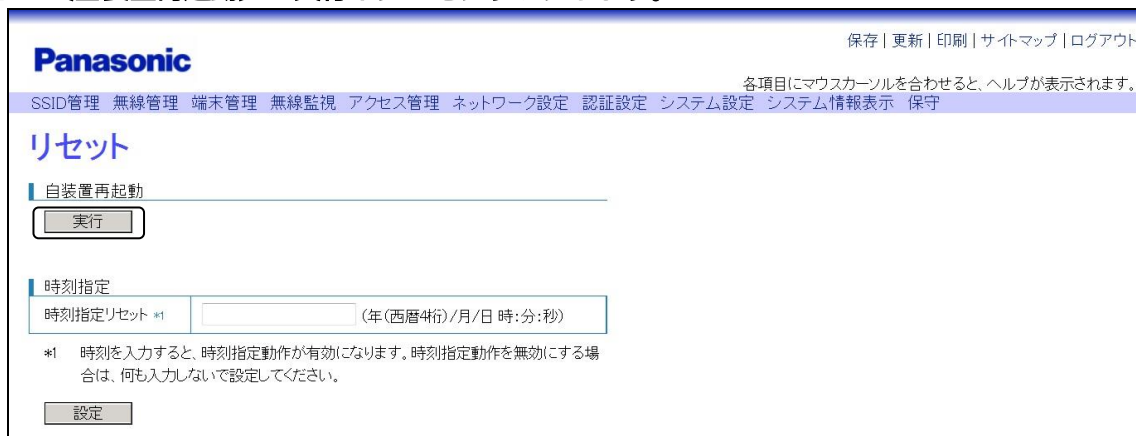 保存 | 更新 | 印刷 | サイトマップ | ログアウト
Panasonic
各項目にマウスカーソルを合わせると、ヘルプが表示されます。
SSID管理 無線管理 端末管理 無線監視 アクセス管理 ネットワーク設定 認証設定 システム設定 システム情報表示 保守
リセット
自装置再起動
実行
時刻指定
時刻指定リセット *1 (年(西暦4桁)/月/日 時:分:秒)
*1 時刻を入力すると、時刻指定動作が有効になります。時刻指定動作を無効にする場
合は、何も入力しないで設定してください。
設定